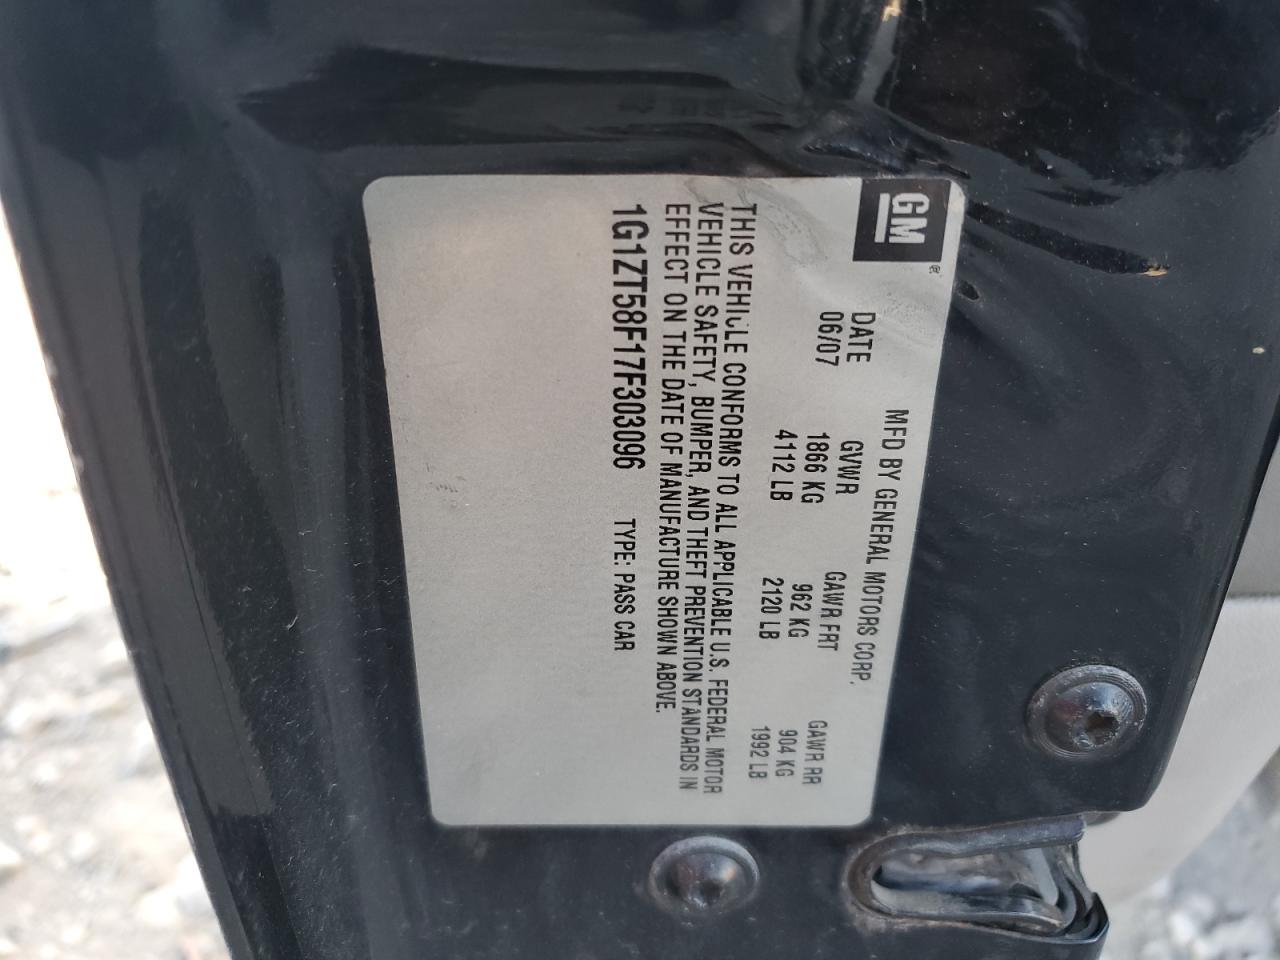 GM®
MFD BY GENERAL MOTORS CORP.
DATE GVWR GAWR FRT GAWR RR
06/07 1866 KG 962 KG 904 KG
4112 LB 2120 LB 1992 LB
THIS VEHICLE CONFORMS TO ALL APPLICABLE U.S. FEDERAL MOTOR
VEHICLE SAFETY, BUMPER, AND THEFT PREVENTION STANDARDS IN
EFFECT ON THE DATE OF MANUFACTURE SHOWN ABOVE.
1G1ZT58F17F303096 TYPE: PASS CAR